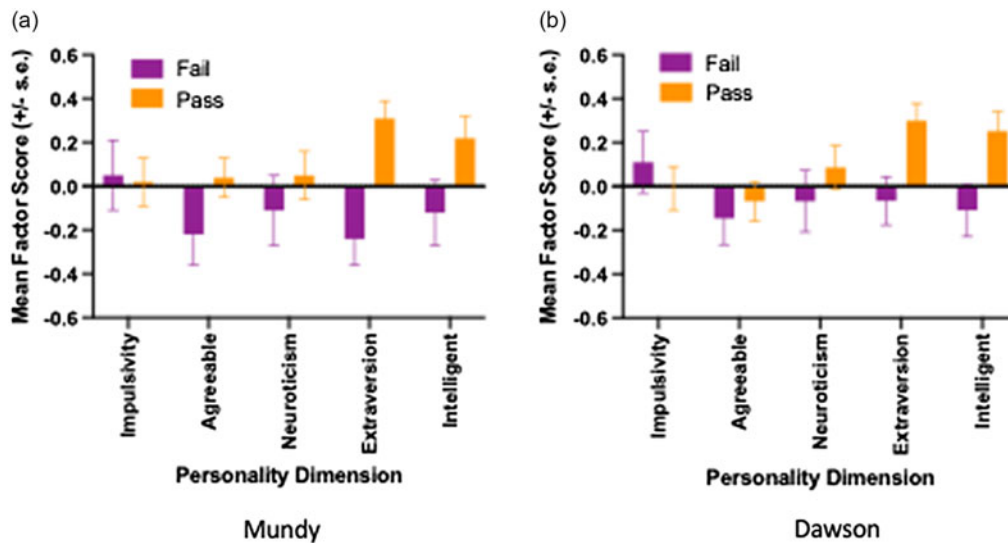 (a)
Mean Factor Score (+/- s.e.)
0.6
0.4
0.2
0.0
-0.2
-0.4
-0.6
Fail
Pass
Impulsivity
Agreeable
Neuroticism
Extraversion
Intelligent
Personality Dimension
Mundy
(b)
Mean Factor Score (+/- s.e.)
0.6
0.4
0.2
0.0
-0.2
-0.4
-0.6
Fail
Pass
Impulsivity
Agreeable
Neuroticism
Extraversion
Intelligent
Personality Dimension
Dawson